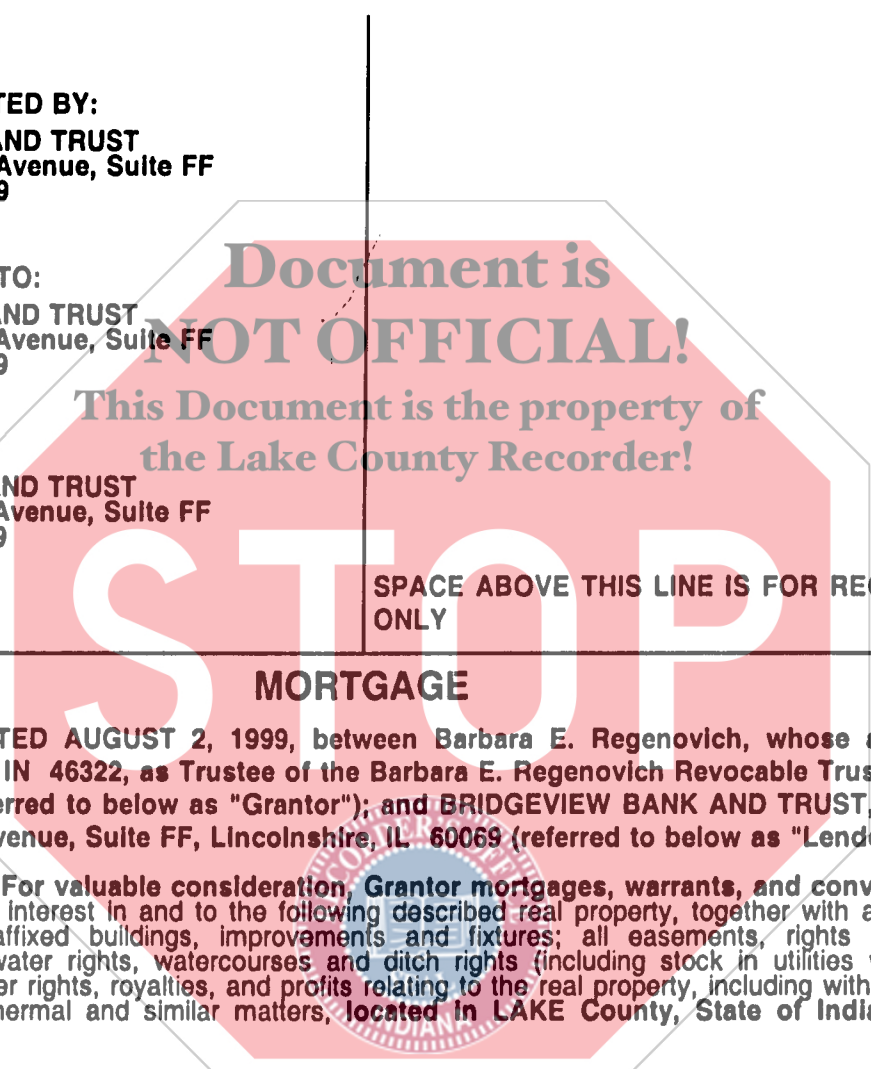 TED BY:
AND TRUST
Avenue, Suite FF
9
Document is
TO:
AND TRUST
Avenue, Suite FF
9
NOT OFFICIAL!
This Document is the property of
the Lake County Recorder!
AND TRUST
Avenue, Suite FF
9
STOP
SPACE ABOVE THIS LINE IS FOR REC
ONLY
MORTGAGE
TED AUGUST 2, 1999, between Barbara E. Regenovich, whose a
IN 46322, as Trustee of the Barbara E. Regenovich Revocable Trus
erred to below as "Grantor"); and BRIDGEVIEW BANK AND TRUST,
venue, Suite FF, Lincolnshire, IL 60069 (referred to below as "Lende
For valuable consideration, Grantor mortgages, warrants, and conv
interest in and to the following described real property, together with a
affixed buildings, improvements and fixtures; all easements, rights
water rights, watercourses and ditch rights (including stock in utilities
er rights, royalties, and profits relating to the real property, including with
hermal and similar matters, located in LAKE County, State of India
RECORDER'S OFFICE
INDIANA